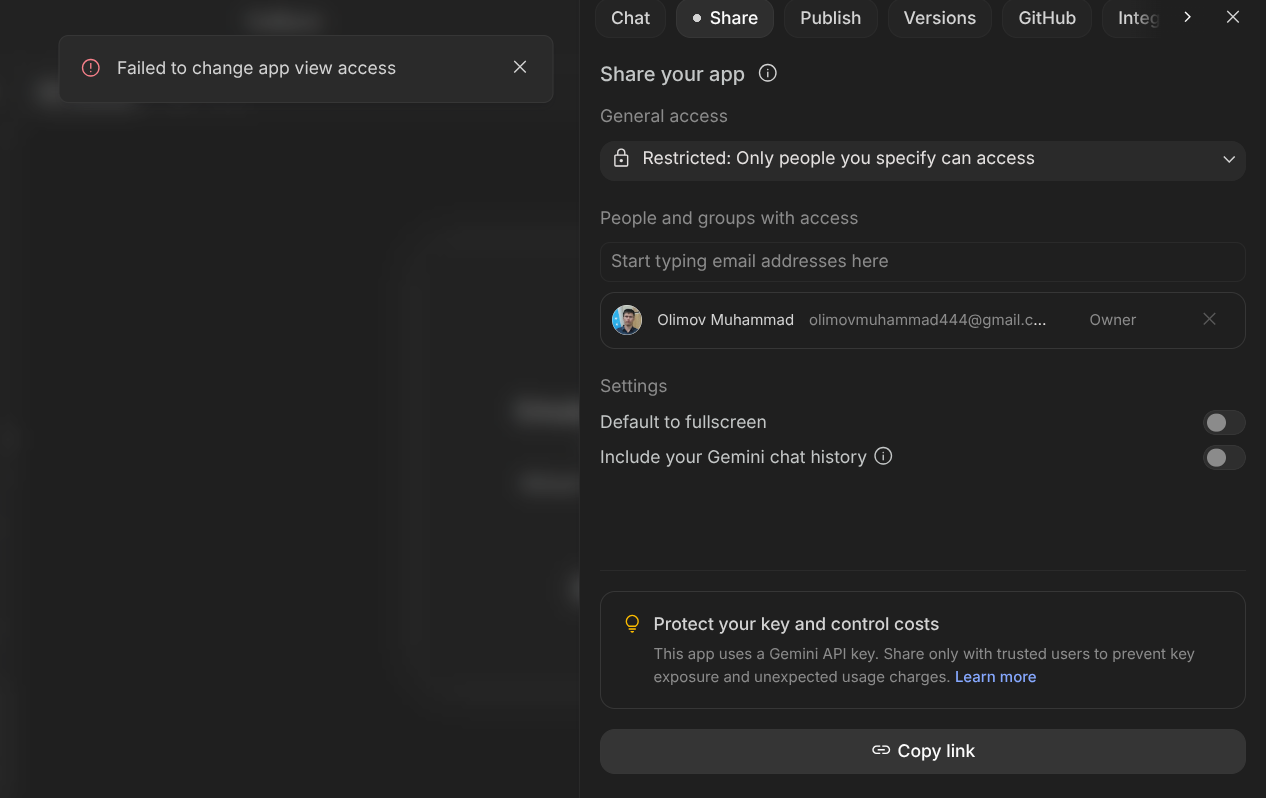 Chat
Share
Publish
Versions
GitHub
Integ
Failed to change app view access
Share your app
General access
Restricted: Only people you specify can access
People and groups with access
Start typing email addresses here
Olimov Muhammad olimovmuhammad444@gmail.c... Owner
Settings
Default to fullscreen
Include your Gemini chat history
Protect your key and control costs
This app uses a Gemini API key. Share only with trusted users to prevent key
exposure and unexpected usage charges. Learn more
Copy link